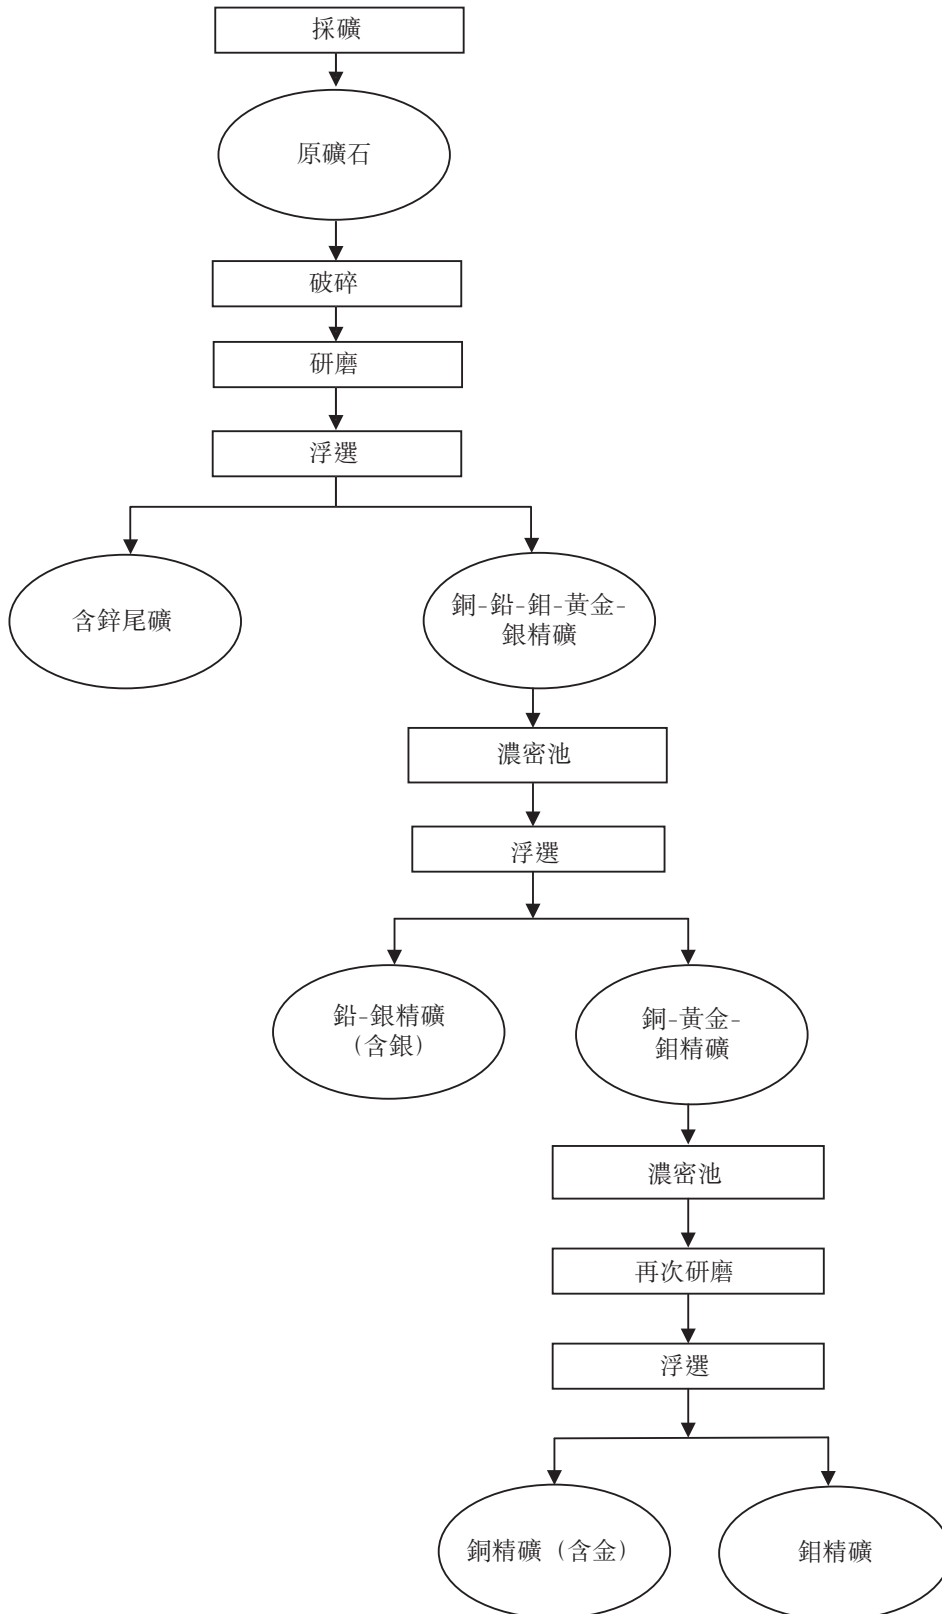 採礦
原礦石
破碎
研磨
浮選
含鋅尾礦
銅-鉛-鉬-黃金-
銀精礦
濃密池
浮選
鉛-銀精礦
（含銀）
銅-黃金-
鉬精礦
濃密池
再次研磨
浮選
銅精礦（含金）
鉬精礦